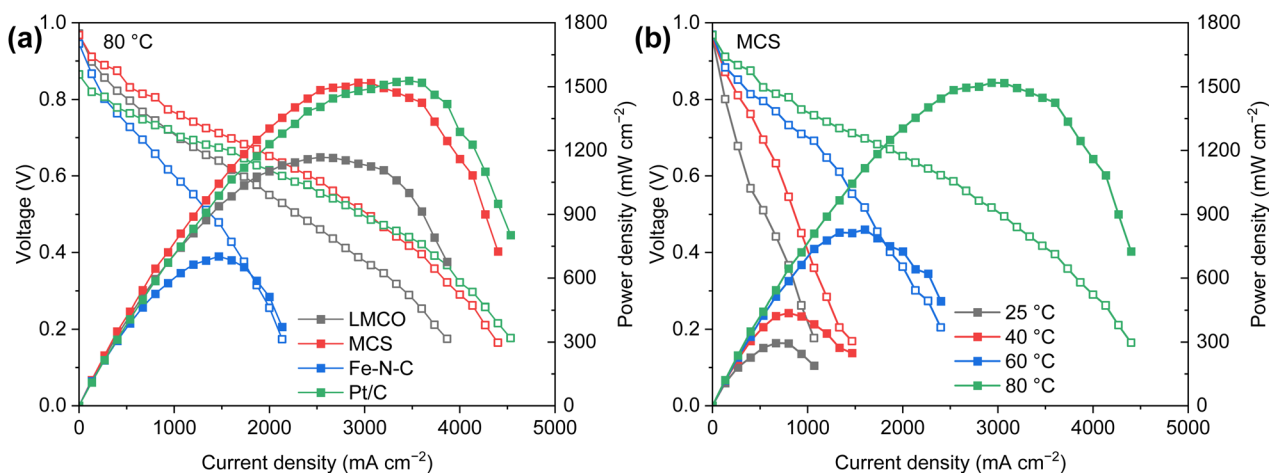 (a)
80 °C
1.0
0.8
0.6
0.4
0.2
0.0
Voltage (V)
1800
1500
1200
900
600
300
0
Power density (mW cm⁻²)
LMCO
MCS
Fe-N-C
Pt/C
0
1000
2000
3000
4000
5000
Current density (mA cm⁻²)
(b)
MCS
1.0
0.8
0.6
0.4
0.2
0.0
Voltage (V)
1800
1500
1200
900
600
300
0
Power density (mW cm⁻²)
25 °C
40 °C
60 °C
80 °C
0
1000
2000
3000
4000
5000
Current density (mA cm⁻²)